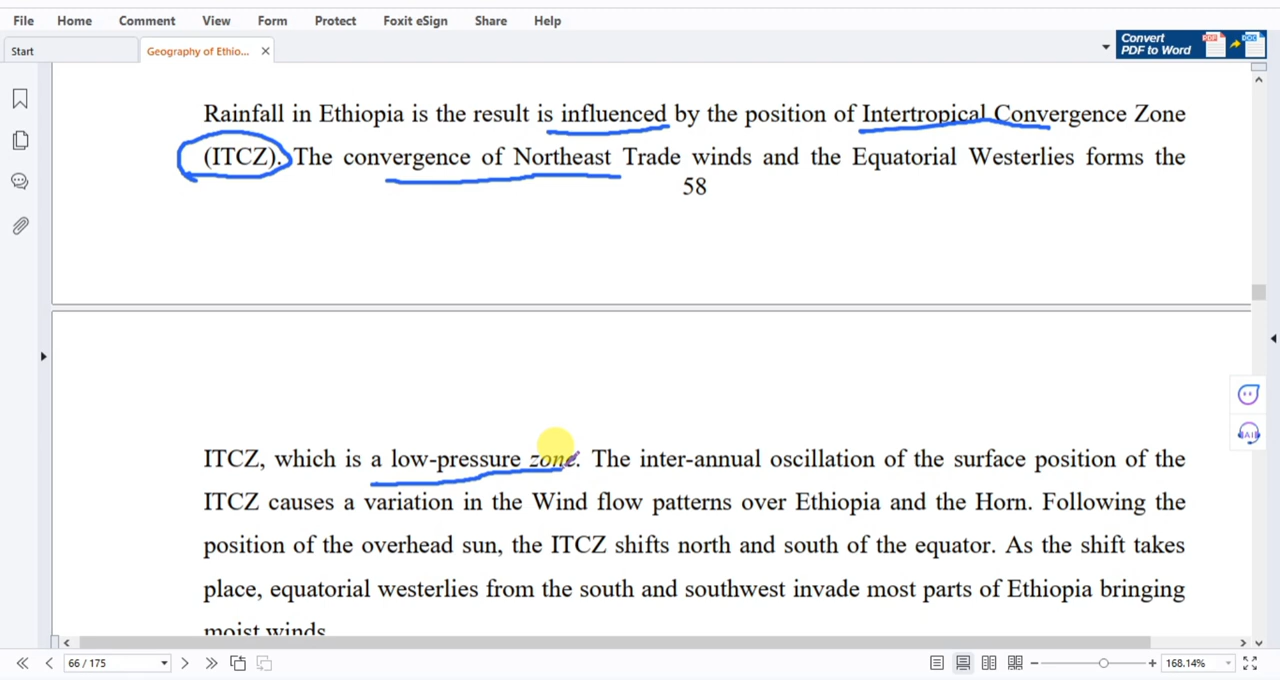 File Home Comment View Form Protect Foxit eSign Share Help
Start Geography of Ethio...
Convert
PDF to Word
Rainfall in Ethiopia is the result is influenced by the position of Intertropical Convergence Zone
(ITCZ). The convergence of Northeast Trade winds and the Equatorial Westerlies forms the
58
ITCZ, which is a low-pressure zone. The inter-annual oscillation of the surface position of the
ITCZ causes a variation in the Wind flow patterns over Ethiopia and the Horn. Following the
position of the overhead sun, the ITCZ shifts north and south of the equator. As the shift takes
place, equatorial westerlies from the south and southwest invade most parts of Ethiopia bringing
moist winds.
66 / 175 168.14%